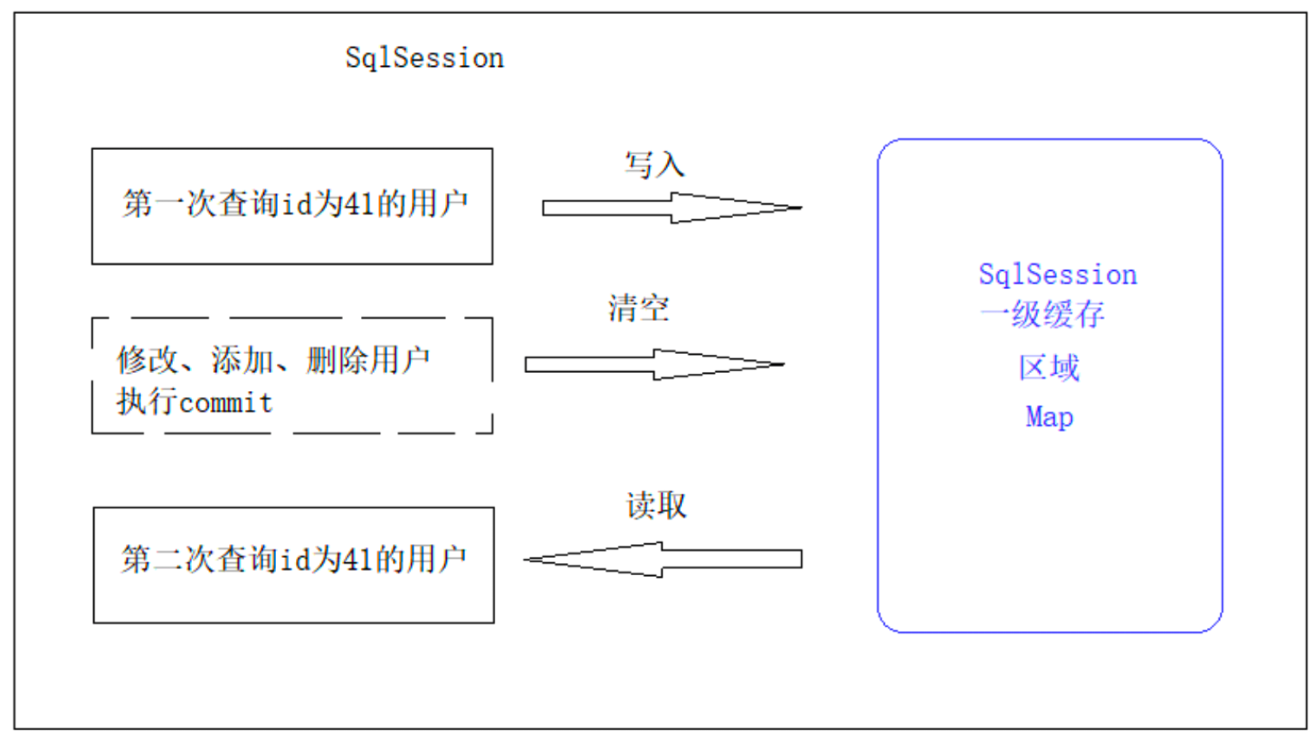 SqlSession
写入
第一次查询id为41的用户
清空
修改、添加、删除用户
执行commit
读取
第二次查询id为41的用户
SqlSession
一级缓存
区域
Map